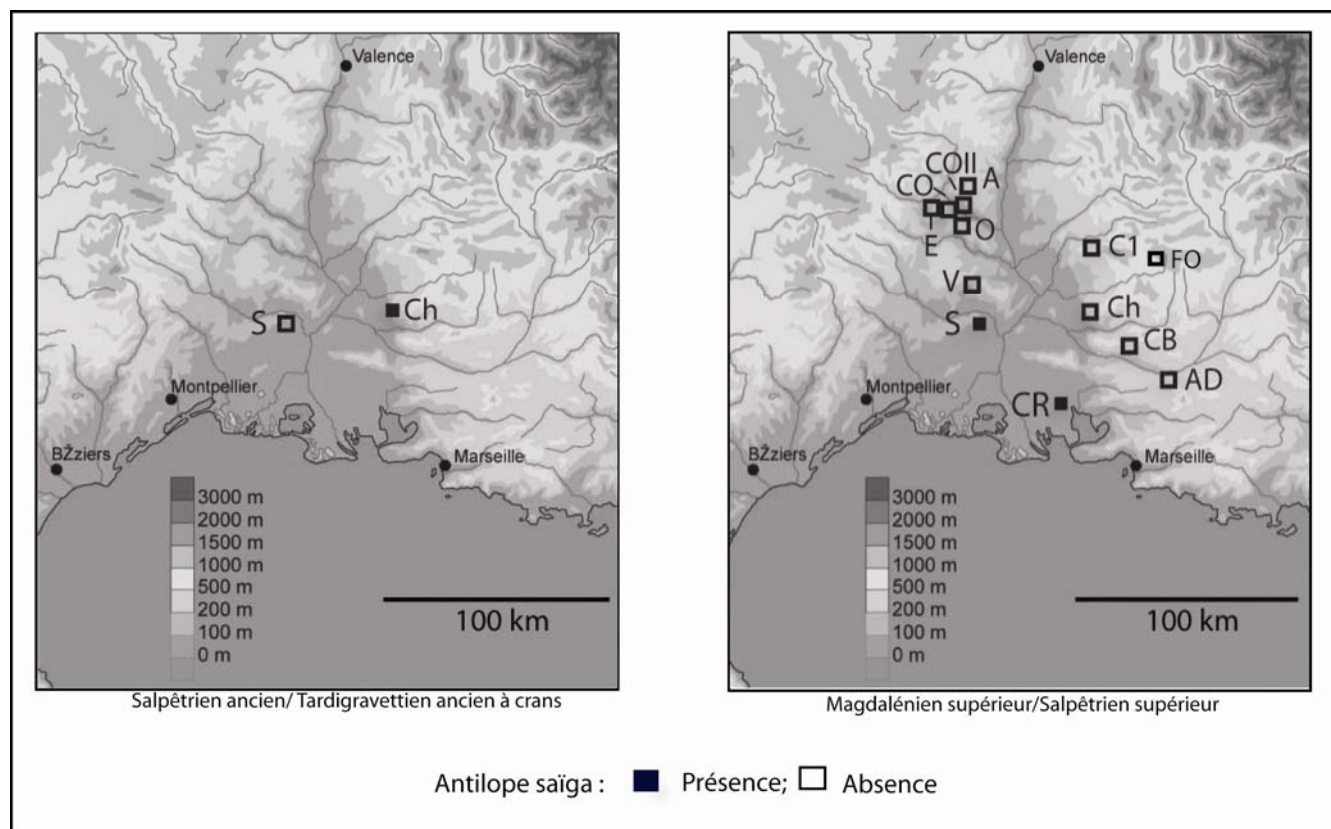 Valence
S
Ch
Montpellier
BŽziers
Marseille
3000 m
2000 m
1500 m
1000 m
500 m
200 m
100 m
0 m
100 km
Salpêtrien ancien/ Tardigravettien ancien à crans
Valence
COII
CO
A
E
O
C1
FO
V
Ch
S
CB
AD
CR
Montpellier
BŽziers
Marseille
3000 m
2000 m
1500 m
1000 m
500 m
200 m
100 m
0 m
100 km
Magdalénien supérieur/Salpêtrien supérieur
Antilope saïga : Présence; Absence